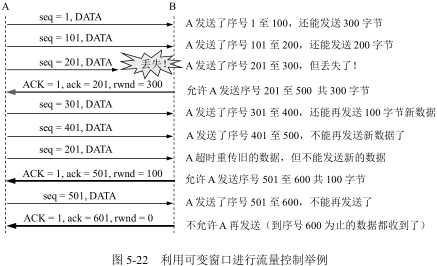 A B
seq = 1, DATA A 发送了序号 1 至 100，还能发送 300 字节
seq = 101, DATA A 发送了序号 101 至 200，还能发送 200 字节
seq = 201, DATA 丢失！ A 发送了序号 201 至 300，但丢失了！
ACK = 1, ack = 201, rwnd = 300 允许 A 发送序号 201 至 500 共 300 字节
seq = 301, DATA A 发送了序号 301 至 400，还能再发送 100 字节新数据
seq = 401, DATA A 发送了序号 401 至 500，不能再发送新数据了
seq = 201, DATA A 超时重传旧的数据，但不能发送新的数据
ACK = 1, ack = 501, rwnd = 100 允许 A 发送序号 501 至 600 共 100 字节
seq = 501, DATA A 发送了序号 501 至 600，不能再发送了
ACK = 1, ack = 601, rwnd = 0 不允许 A 再发送（到序号 600 为止的数据都收到了）
图 5-22 利用可变窗口进行流量控制举例